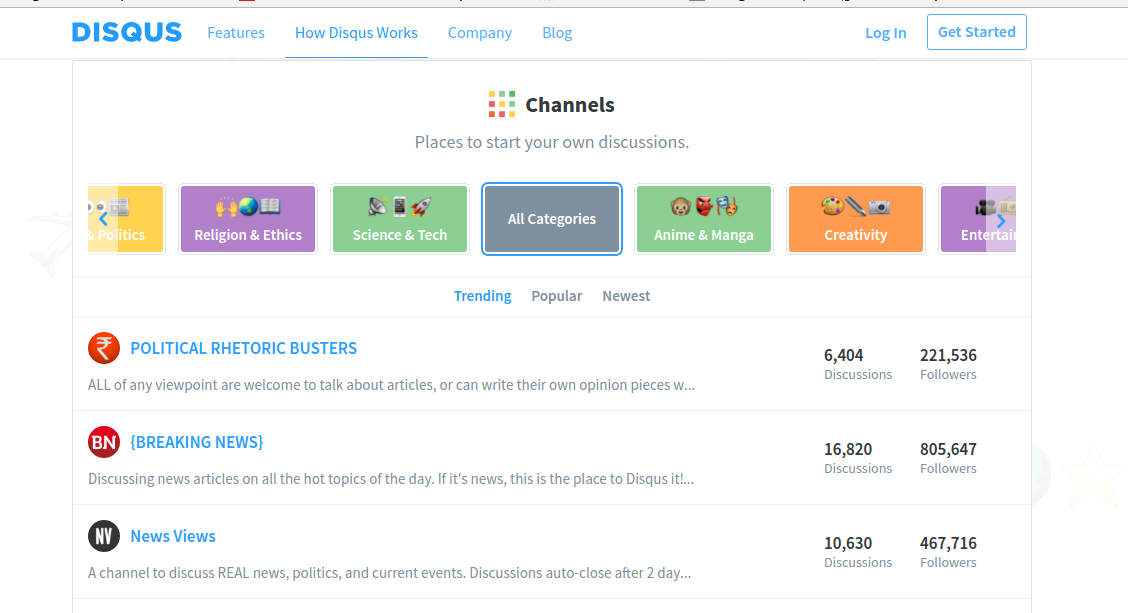 DISQUS Features How Disqus Works Company Blog Log In Get Started
Channels
Places to start your own discussions.
& Politics Religion & Ethics Science & Tech All Categories Anime & Manga Creativity Entertai
Trending Popular Newest
POLITICAL RHETORIC BUSTERS
6,404 221,536
Discussions Followers
ALL of any viewpoint are welcome to talk about articles, or can write their own opinion pieces w...
BN {BREAKING NEWS}
16,820 805,647
Discussions Followers
Discussing news articles on all the hot topics of the day. If it's news, this is the place to Disqus it!...
NV News Views
10,630 467,716
Discussions Followers
A channel to discuss REAL news, politics, and current events. Discussions auto-close after 2 day...